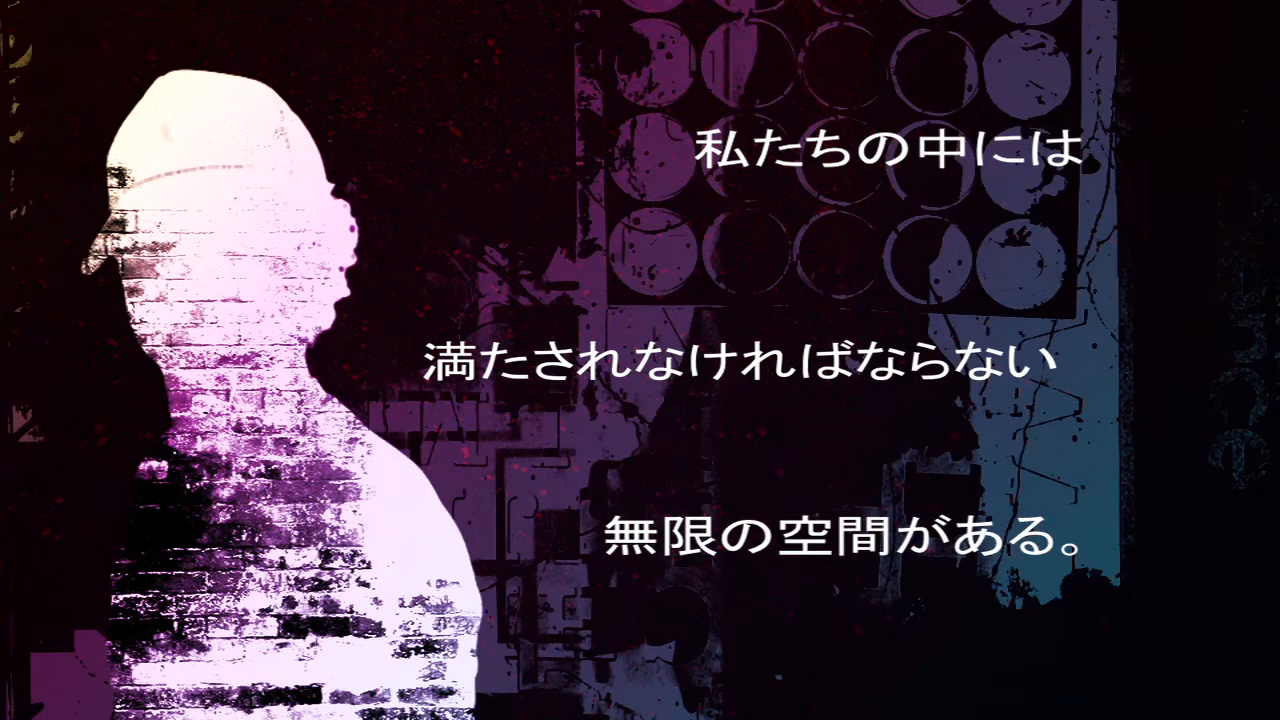 私たちの中には
満たされなければならない
無限の空間がある。